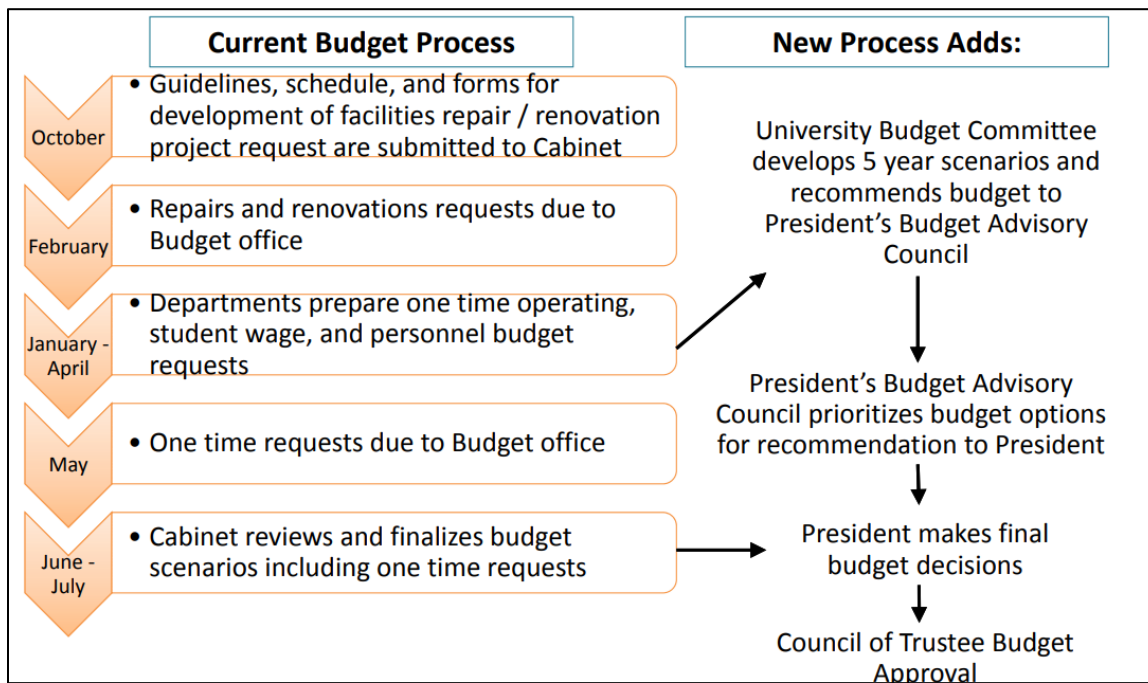 Current Budget Process
October
• Guidelines, schedule, and forms for
development of facilities repair / renovation
project request are submitted to Cabinet
February
• Repairs and renovations requests due to
Budget office
January -
April
• Departments prepare one time operating,
student wage, and personnel budget
requests
May
• One time requests due to Budget office
June -
July
• Cabinet reviews and finalizes budget
scenarios including one time requests
New Process Adds:
University Budget Committee
develops 5 year scenarios and
recommends budget to
President’s Budget Advisory
Council
President’s Budget Advisory
Council prioritizes budget options
for recommendation to President
President makes final
budget decisions
Council of Trustee Budget
Approval